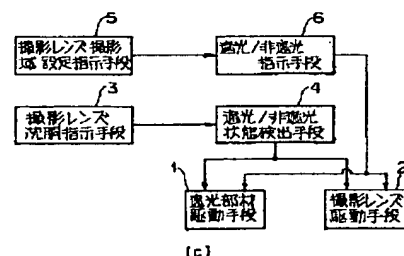 5
撮影レンズ撮影
域設定指示手段
6
遮光/非遮光
指示手段
3
撮影レンズ
沈胴指示手段
4
遮光/非遮光
状態検出手段
1
遮光部材
駆動手段
2
撮影レンズ
駆動手段
(c)